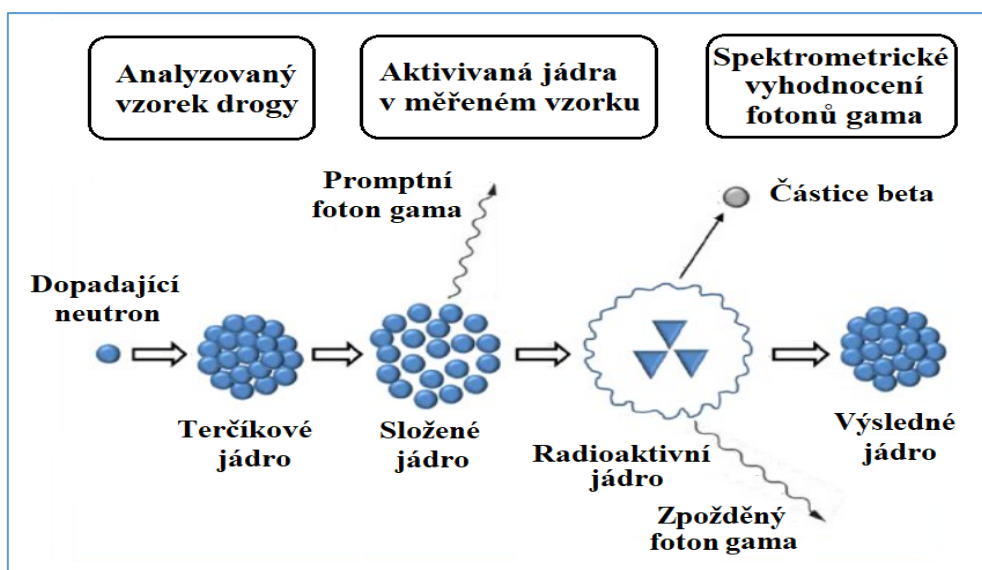 Analyzovaný
vzorek drogy
Aktivivaná jádra
v měřeném vzorku
Spektrometrické
vyhodnocení
fotonů gama
Promptní
foton gama
Částice beta
Dopadající
neutron
Terčíkové
jádro
Složené
jádro
Radioaktivní
jádro
Výsledné
jádro
Zpožděný
foton gama